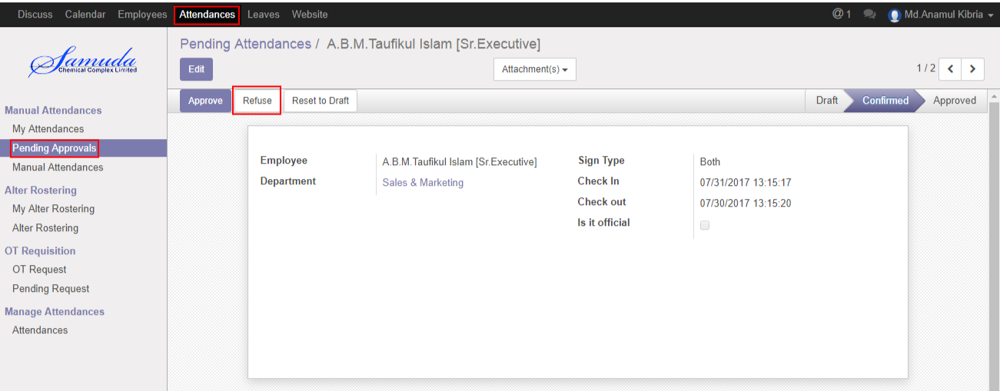 Discuss Calendar Employees Attendances Leaves Website @ 1 Md.Anamul Kibria
Samuda
Chemical Complex Limited
Pending Attendances / A.B.M.Taufikul Islam [Sr.Executive]
Edit Attachment(s) 1 / 2
Approve Refuse Reset to Draft Draft Confirmed Approved
Manual Attendances
My Attendances
Pending Approvals
Manual Attendances
Alter Rostering
My Alter Rostering
Alter Rostering
OT Requisition
OT Request
Pending Request
Manage Attendances
Attendances
Employee A.B.M.Taufikul Islam [Sr.Executive]
Department Sales & Marketing
Sign Type Both
Check In 07/31/2017 13:15:17
Check out 07/30/2017 13:15:20
Is it official